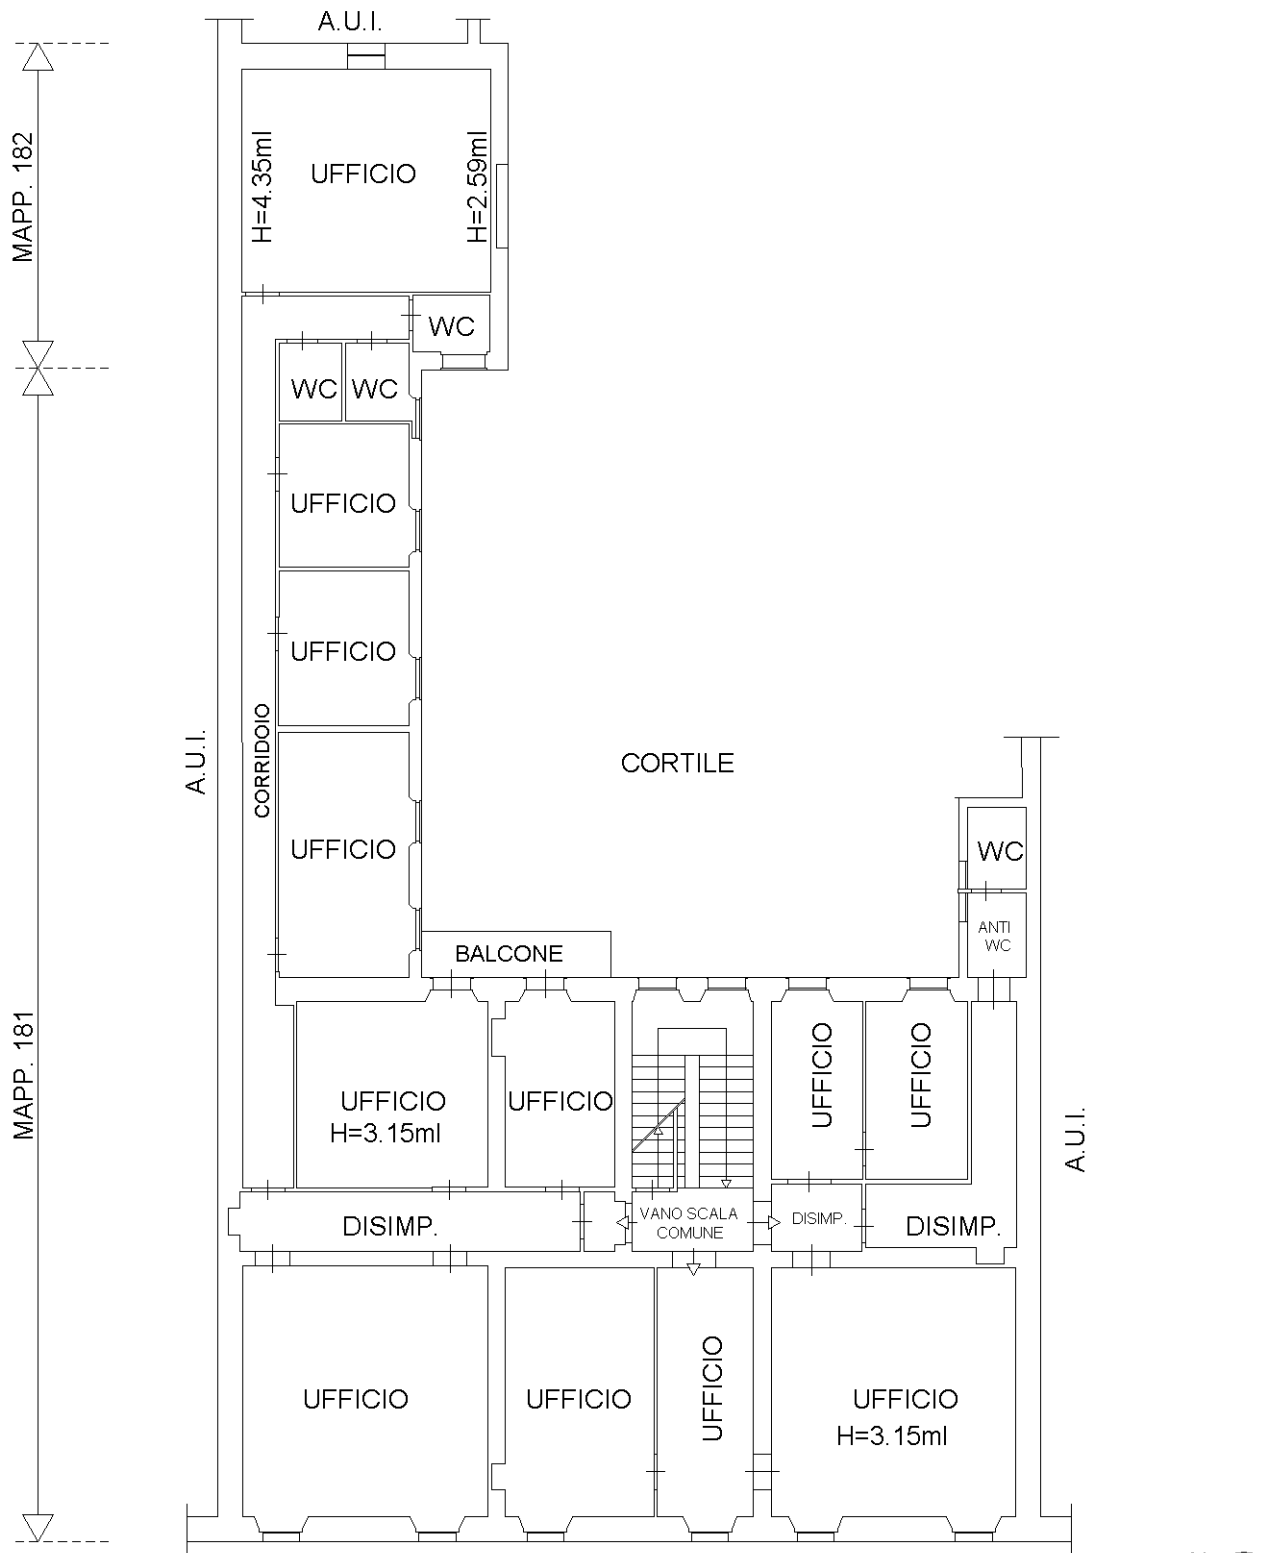 A.U.I.
MAPP. 182
H=4.35ml
UFFICIO
H=2.59ml
WC
WC
WC
UFFICIO
UFFICIO
A.U.I.
CORRIDOIO
CORTILE
UFFICIO
WC
ANTI
WC
BALCONE
MAPP. 181
UFFICIO
H=3.15ml
UFFICIO
UFFICIO
UFFICIO
A.U.I.
DISIMP.
VANO SCALA
COMUNE
DISIMP.
DISIMP.
UFFICIO
UFFICIO
UFFICIO
UFFICIO
H=3.15ml